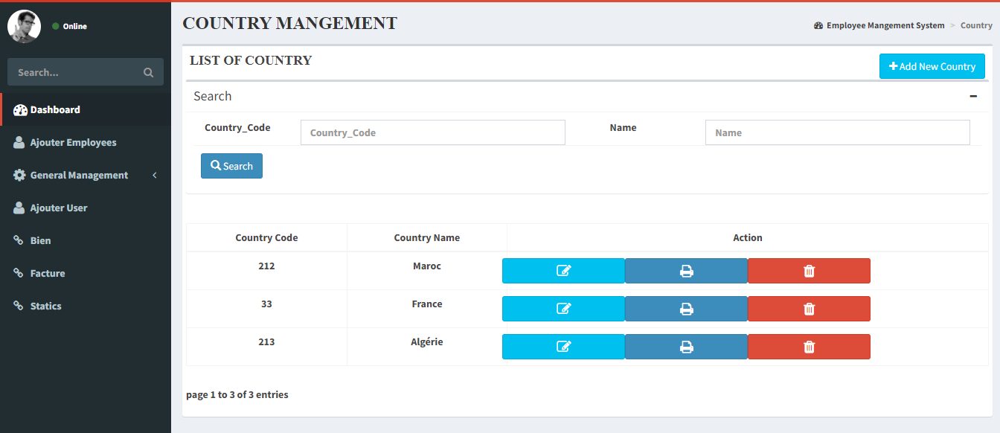 Online
Search...
Dashboard
Ajouter Employees
General Management
Ajouter User
Bien
Facture
Statics
COUNTRY MANGEMENT
Employee Mangement System > Country
LIST OF COUNTRY
Add New Country
Search
Country_Code Country_Code Name Name
Search
Country Code Country Name Action
212 Maroc
33 France
213 Algérie
page 1 to 3 of 3 entries